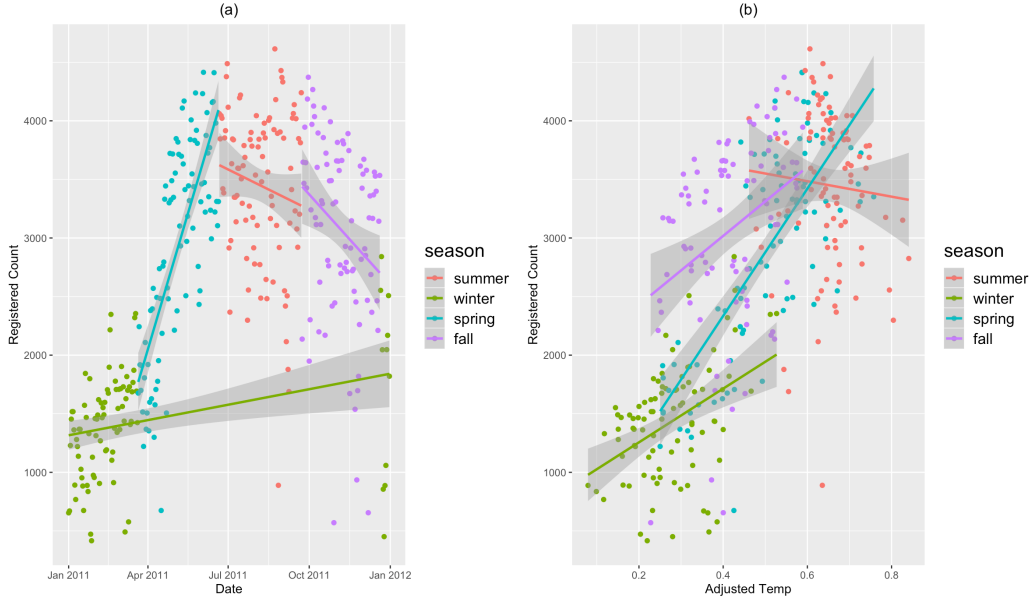 (a)
Registered Count
4000
3000
2000
1000
Jan 2011
Apr 2011
Jul 2011
Oct 2011
Jan 2012
Date
season
summer
winter
spring
fall
(b)
Registered Count
4000
3000
2000
1000
0.2
0.4
0.6
0.8
Adjusted Temp
season
summer
winter
spring
fall